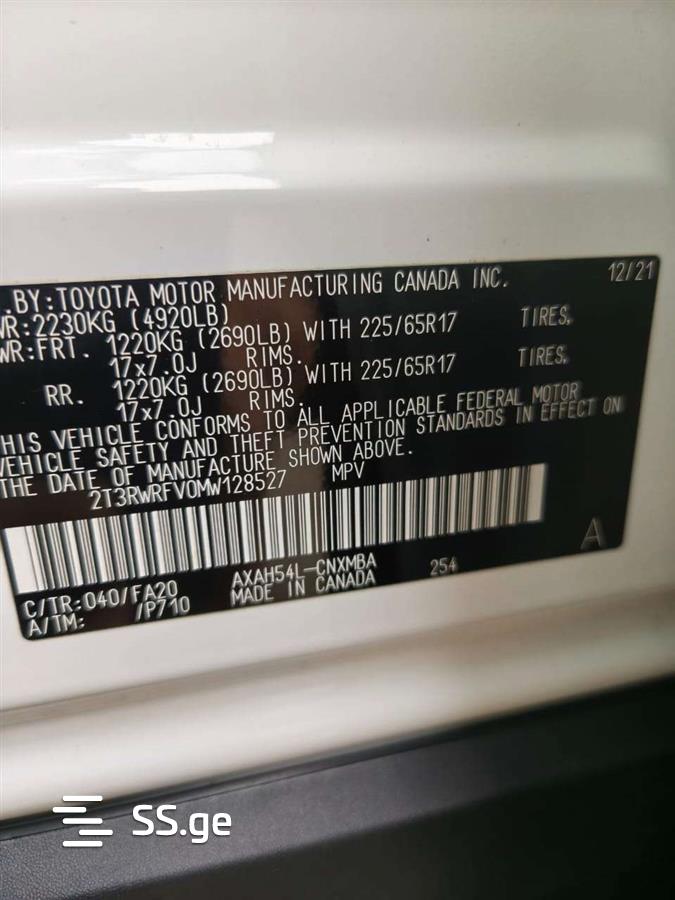 .BY:TOYOTA MOTOR MANUFACTURING CANADA INC. 12/21
WR:2230KG (4920LB)
WR:FRT. 1220KG (2690LB) WITH 225/65R17 TIRES,
17x7.0J RIMS.
RR. 1220KG (2690LB) WITH 225/65R17 TIRES,
17x7.0J RIMS.
HIS VEHICLE CONFORMS TO ALL APPLICABLE FEDERAL MOTOR
VEHICLE SAFETY AND THEFT PREVENTION STANDARDS IN EFFECT ON
THE DATE OF MANUFACTURE SHOWN ABOVE.
2T3RWRFV0MW128527 MPV
A
C/TR:040/FA20 AXAH54L-CNXMBA 254
A/TM: /P710 MADE IN CANADA
SS.ge